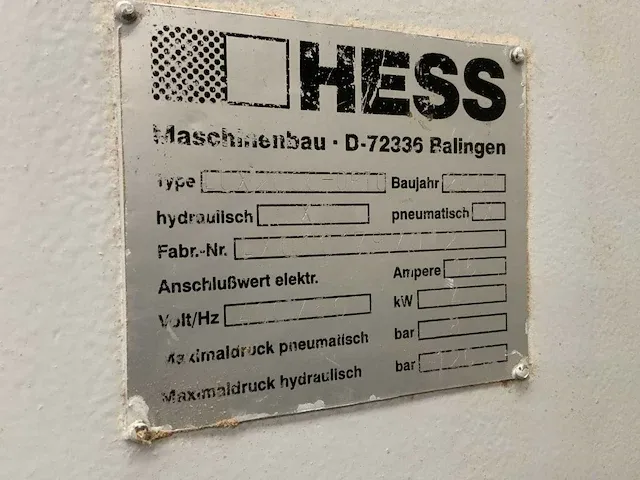 HESS
Maschinenbau · D-72336 Balingen
Type Baujahr
hydraulisch pneumatisch
Fabr.-Nr.
Anschlußwert elektr. Ampere
Volt/Hz kW
Maximaldruck pneumatisch bar
Maximaldruck hydraulisch bar